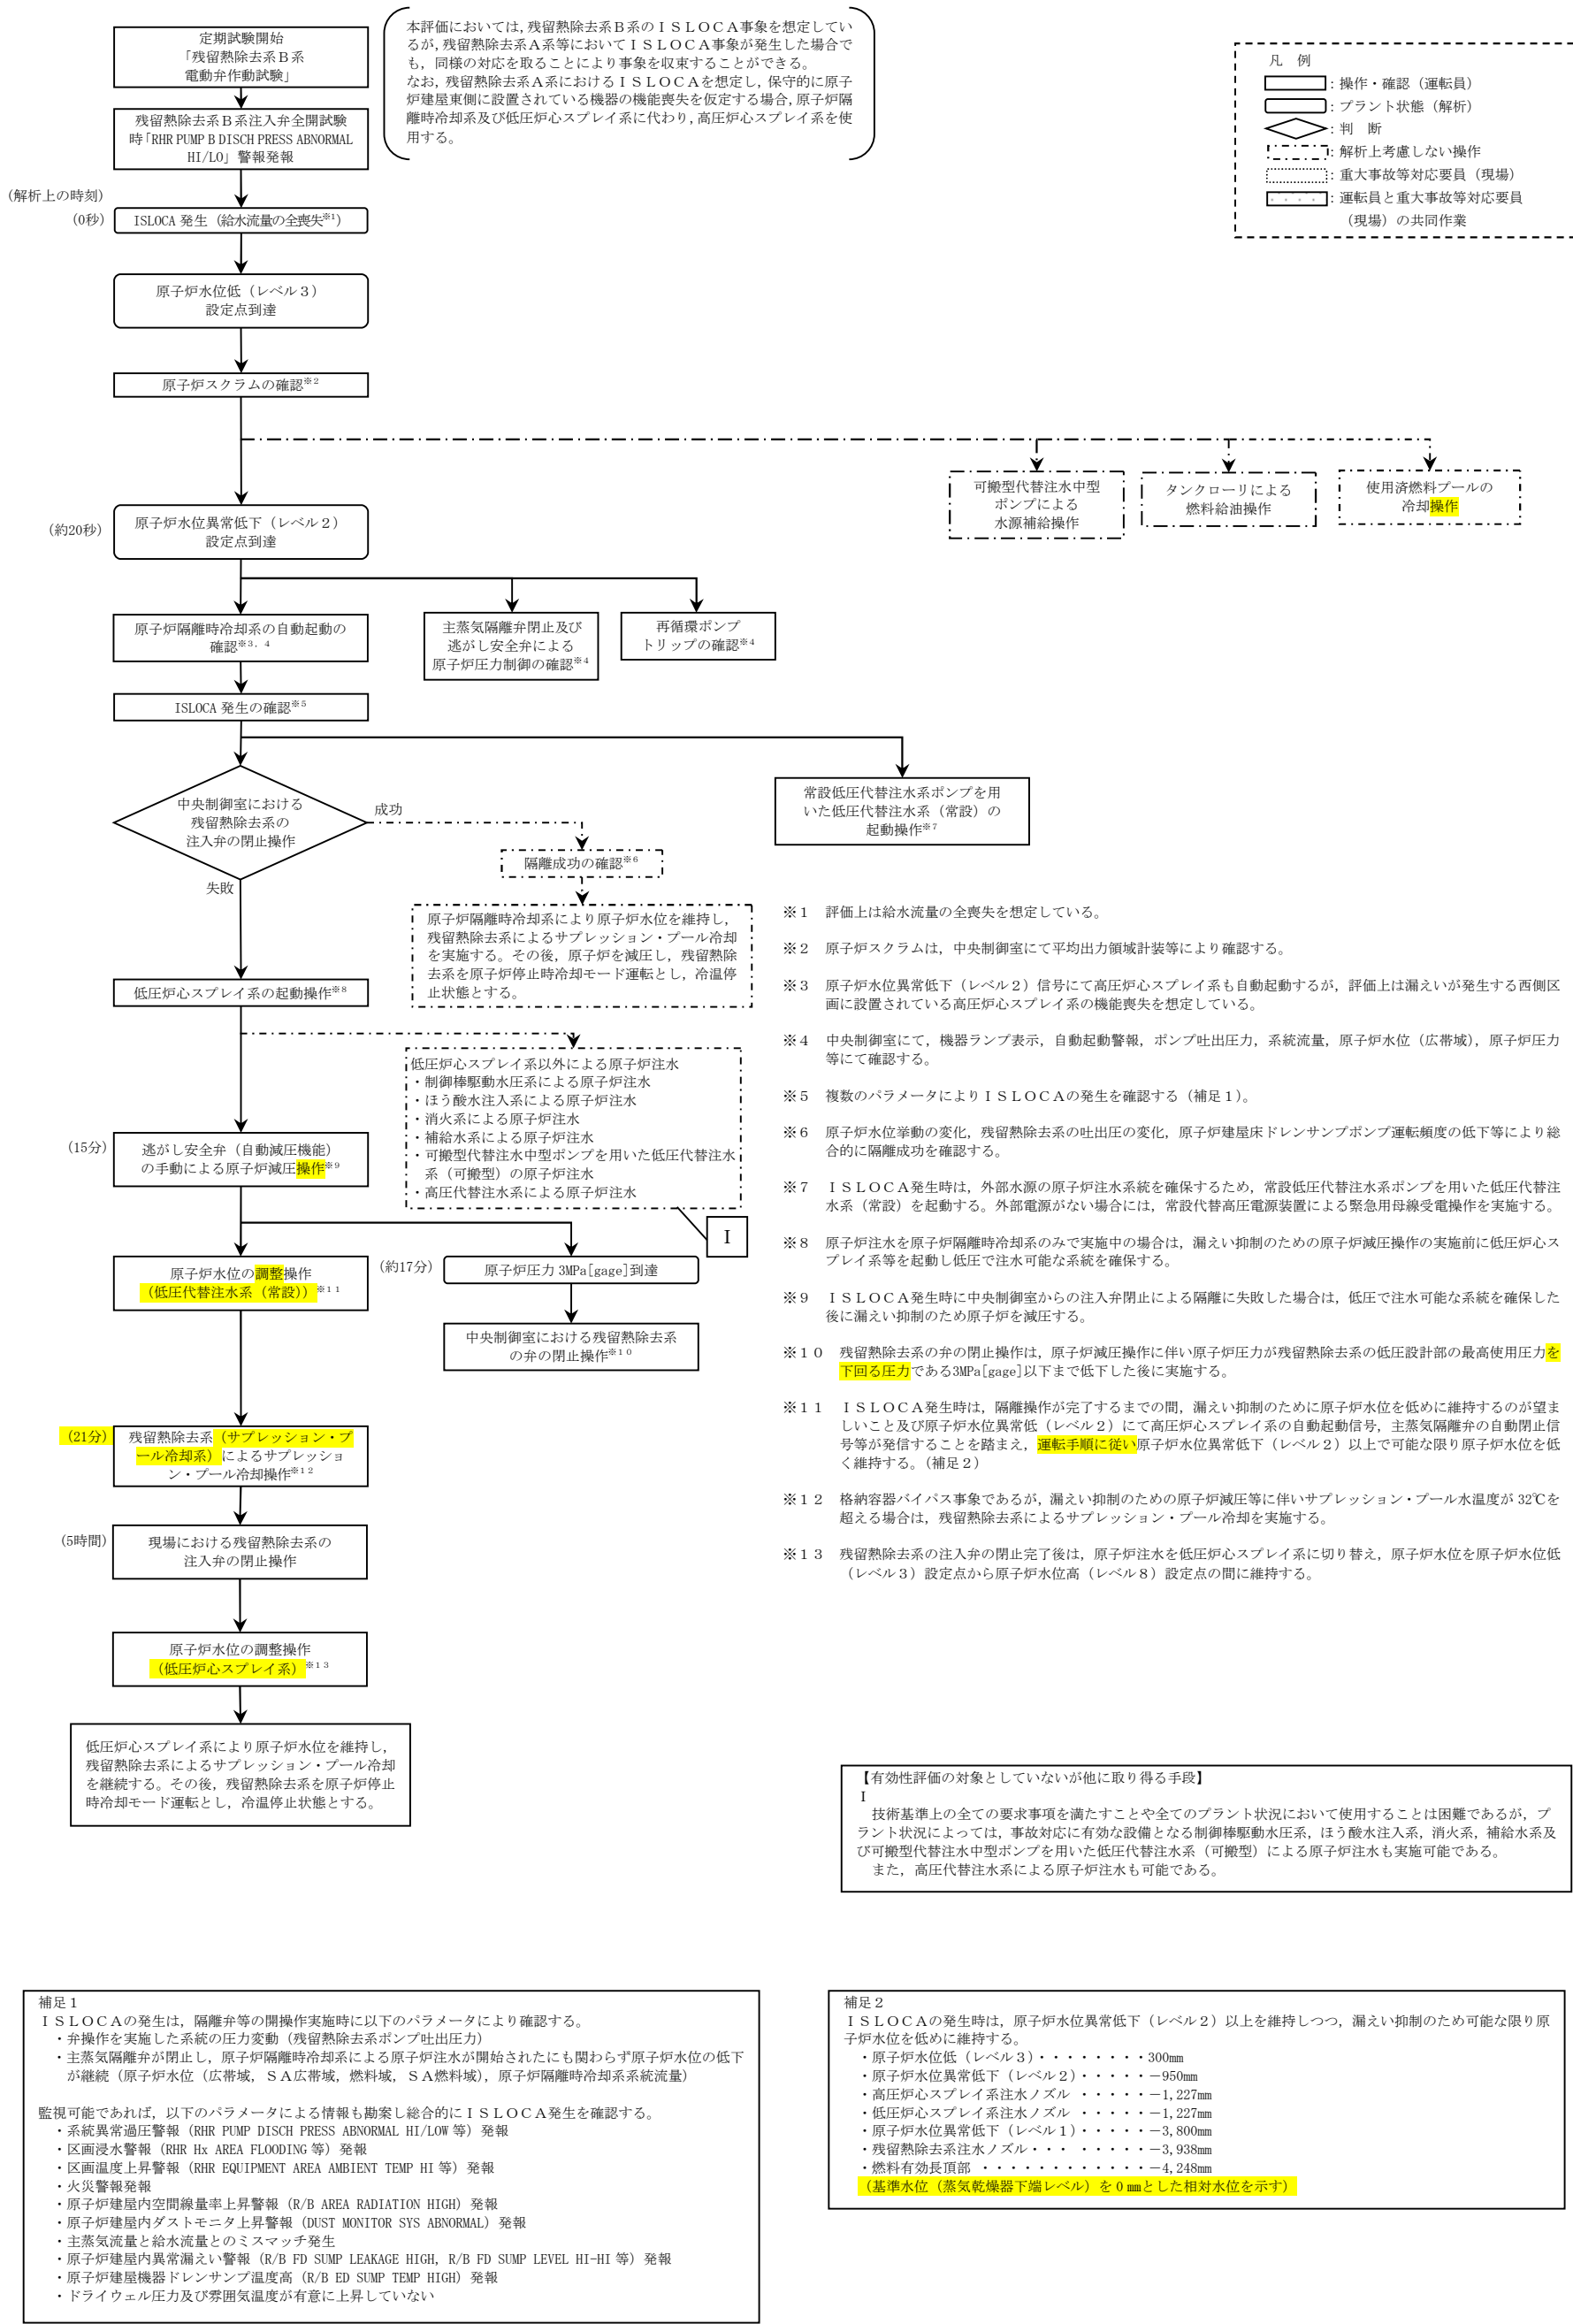 定期試験開始
「残留熱除去系Ｂ系
電動弁作動試験」
残留熱除去系Ｂ系注入弁全開試験
時「RHR PUMP B DISCH PRESS ABNORMAL
HI/LO」警報発報
本評価においては，残留熱除去系Ｂ系のＩＳＬＯＣＡ事象を想定してい
るが，残留熱除去系Ａ系等においてＩＳＬＯＣＡ事象が発生した場合で
も，同様の対応を取ることにより事象を収束することができる。
なお，残留熱除去系Ａ系におけるＩＳＬＯＣＡを想定し，保守的に原子
炉建屋東側に設置されている機器の機能喪失を仮定する場合，原子炉隔
離時冷却系及び低圧炉心スプレイ系に代わり，高圧炉心スプレイ系を使
用する。
凡　例
：操作・確認（運転員）
：プラント状態（解析）
：判　断
：解析上考慮しない操作
：重大事故等対応要員（現場）
：運転員と重大事故等対応要員
（現場）の共同作業
（解析上の時刻）
（0秒）
ISLOCA 発生（給水流量の全喪失※１）
原子炉水位低（レベル３）
設定点到達
原子炉スクラムの確認※２
可搬型代替注水中型
ポンプによる
水源補給操作
タンクローリによる
燃料給油操作
使用済燃料プールの
冷却操作
（約20秒）
原子炉水位異常低下（レベル２）
設定点到達
原子炉隔離時冷却系の自動起動の
確認※３，４
主蒸気隔離弁閉止及び
逃がし安全弁による
原子炉圧力制御の確認※４
再循環ポンプ
トリップの確認※４
ISLOCA 発生の確認※５
中央制御室における
残留熱除去系の
注入弁の閉止操作
成功
失敗
常設低圧代替注水系ポンプを用
いた低圧代替注水系（常設）の
起動操作※７
隔離成功の確認※６
原子炉隔離時冷却系により原子炉水位を維持し，
残留熱除去系によるサプレッション・プール冷却
を実施する。その後，原子炉を減圧し，残留熱除
去系を原子炉停止時冷却モード運転とし，冷温停
止状態とする。
低圧炉心スプレイ系の起動操作※８
低圧炉心スプレイ系以外による原子炉注水
・制御棒駆動水圧系による原子炉注水
・ほう酸水注入系による原子炉注水
・消火系による原子炉注水
・補給水系による原子炉注水
・可搬型代替注水中型ポンプを用いた低圧代替注水
系（可搬型）の原子炉注水
・高圧代替注水系による原子炉注水
Ⅰ
（15分）
逃がし安全弁（自動減圧機能）
の手動による原子炉減圧操作※９
原子炉水位の調整操作
（低圧代替注水系（常設））※１１
（約17分）
原子炉圧力 3MPa[gage]到達
中央制御室における残留熱除去系
の弁の閉止操作※１０
（21分）
残留熱除去系（サプレッション・プ
ール冷却系）によるサプレッショ
ン・プール冷却操作※１２
（5時間）
現場における残留熱除去系の
注入弁の閉止操作
原子炉水位の調整操作
（低圧炉心スプレイ系）※１３
低圧炉心スプレイ系により原子炉水位を維持し，
残留熱除去系によるサプレッション・プール冷却
を継続する。その後，残留熱除去系を原子炉停止
時冷却モード運転とし，冷温停止状態とする。
※１　評価上は給水流量の全喪失を想定している。
※２　原子炉スクラムは，中央制御室にて平均出力領域計装等により確認する。
※３　原子炉水位異常低下（レベル２）信号にて高圧炉心スプレイ系も自動起動するが，評価上は漏えいが発生する西側区
画に設置されている高圧炉心スプレイ系の機能喪失を想定している。
※４　中央制御室にて，機器ランプ表示，自動起動警報，ポンプ吐出圧力，系統流量，原子炉水位（広帯域），原子炉圧力
等にて確認する。
※５　複数のパラメータによりＩＳＬＯＣＡの発生を確認する（補足１）。
※６　原子炉水位挙動の変化，残留熱除去系の吐出圧の変化，原子炉建屋床ドレンサンプポンプ運転頻度の低下等により総
合的に隔離成功を確認する。
※７　ＩＳＬＯＣＡ発生時は，外部水源の原子炉注水系統を確保するため，常設低圧代替注水系ポンプを用いた低圧代替注
水系（常設）を起動する。外部電源がない場合には，常設代替高圧電源装置による緊急用母線受電操作を実施する。
※８　原子炉注水を原子炉隔離時冷却系のみで実施中の場合は，漏えい抑制のための原子炉減圧操作の実施前に低圧炉心ス
プレイ系等を起動し低圧で注水可能な系統を確保する。
※９　ＩＳＬＯＣＡ発生時に中央制御室からの注入弁閉止による隔離に失敗した場合は，低圧で注水可能な系統を確保した
後に漏えい抑制のため原子炉を減圧する。
※１０　残留熱除去系の弁の閉止操作は，原子炉減圧操作に伴い原子炉圧力が残留熱除去系の低圧設計部の最高使用圧力を
下回る圧力である3MPa[gage]以下まで低下した後に実施する。
※１１　ＩＳＬＯＣＡ発生時は，隔離操作が完了するまでの間，漏えい抑制のために原子炉水位を低めに維持するのが望ま
しいこと及び原子炉水位異常低（レベル２）にて高圧炉心スプレイ系の自動起動信号，主蒸気隔離弁の自動閉止信
号等が発信することを踏まえ，運転手順に従い原子炉水位異常低下（レベル２）以上で可能な限り原子炉水位を低
く維持する。（補足２）
※１２　格納容器バイパス事象であるが，漏えい抑制のための原子炉減圧等に伴いサプレッション・プール水温度が 32℃を
超える場合は，残留熱除去系によるサプレッション・プール冷却を実施する。
※１３　残留熱除去系の注入弁の閉止完了後は，原子炉注水を低圧炉心スプレイ系に切り替え，原子炉水位を原子炉水位低
（レベル３）設定点から原子炉水位高（レベル８）設定点の間に維持する。
【有効性評価の対象としていないが他に取り得る手段】
Ⅰ
技術基準上の全ての要求事項を満たすことや全てのプラント状況において使用することは困難であるが，プ
ラント状況によっては，事故対応に有効な設備となる制御棒駆動水圧系，ほう酸水注入系，消火系，補給水系及
び可搬型代替注水中型ポンプを用いた低圧代替注水系（可搬型）による原子炉注水も実施可能である。
また，高圧代替注水系による原子炉注水も可能である。
補足１
ＩＳＬＯＣＡの発生は，隔離弁等の開操作実施時に以下のパラメータにより確認する。
・弁操作を実施した系統の圧力変動（残留熱除去系ポンプ吐出圧力）
・主蒸気隔離弁が閉止し，原子炉隔離時冷却系による原子炉注水が開始されたにも関わらず原子炉水位の低下
が継続（原子炉水位（広帯域，ＳＡ広帯域，燃料域，ＳＡ燃料域），原子炉隔離時冷却系系統流量）
監視可能であれば，以下のパラメータによる情報も勘案し総合的にＩＳＬＯＣＡ発生を確認する。
・系統異常過圧警報（RHR PUMP DISCH PRESS ABNORMAL HI/LOW 等）発報
・区画浸水警報（RHR Hx AREA FLOODING 等）発報
・区画温度上昇警報（RHR EQUIPMENT AREA AMBIENT TEMP HI 等）発報
・火災警報発報
・原子炉建屋内空間線量率上昇警報（R/B AREA RADIATION HIGH）発報
・原子炉建屋内ダストモニタ上昇警報（DUST MONITOR SYS ABNORMAL）発報
・主蒸気流量と給水流量とのミスマッチ発生
・原子炉建屋内異常漏えい警報（R/B FD SUMP LEAKAGE HIGH, R/B FD SUMP LEVEL HI-HI 等）発報
・原子炉建屋機器ドレンサンプ温度高（R/B ED SUMP TEMP HIGH）発報
・ドライウェル圧力及び雰囲気温度が有意に上昇していない
補足２
ＩＳＬＯＣＡの発生時は，原子炉水位異常低下（レベル２）以上を維持しつつ，漏えい抑制のため可能な限り原
子炉水位を低めに維持する。
・原子炉水位低（レベル３）・・・・・・・・300㎜
・原子炉水位異常低下（レベル２）・・・・・－950㎜
・高圧炉心スプレイ系注水ノズル ・・・・・－1,227㎜
・低圧炉心スプレイ系注水ノズル ・・・・・－1,227㎜
・原子炉水位異常低下（レベル１）・・・・・－3,800㎜
・残留熱除去系注水ノズル・・・ ・・・・・－3,938㎜
・燃料有効長頂部 ・・・・・・・・・・・・－4,248㎜
（基準水位（蒸気乾燥器下端レベル）を 0 ㎜とした相対水位を示す）